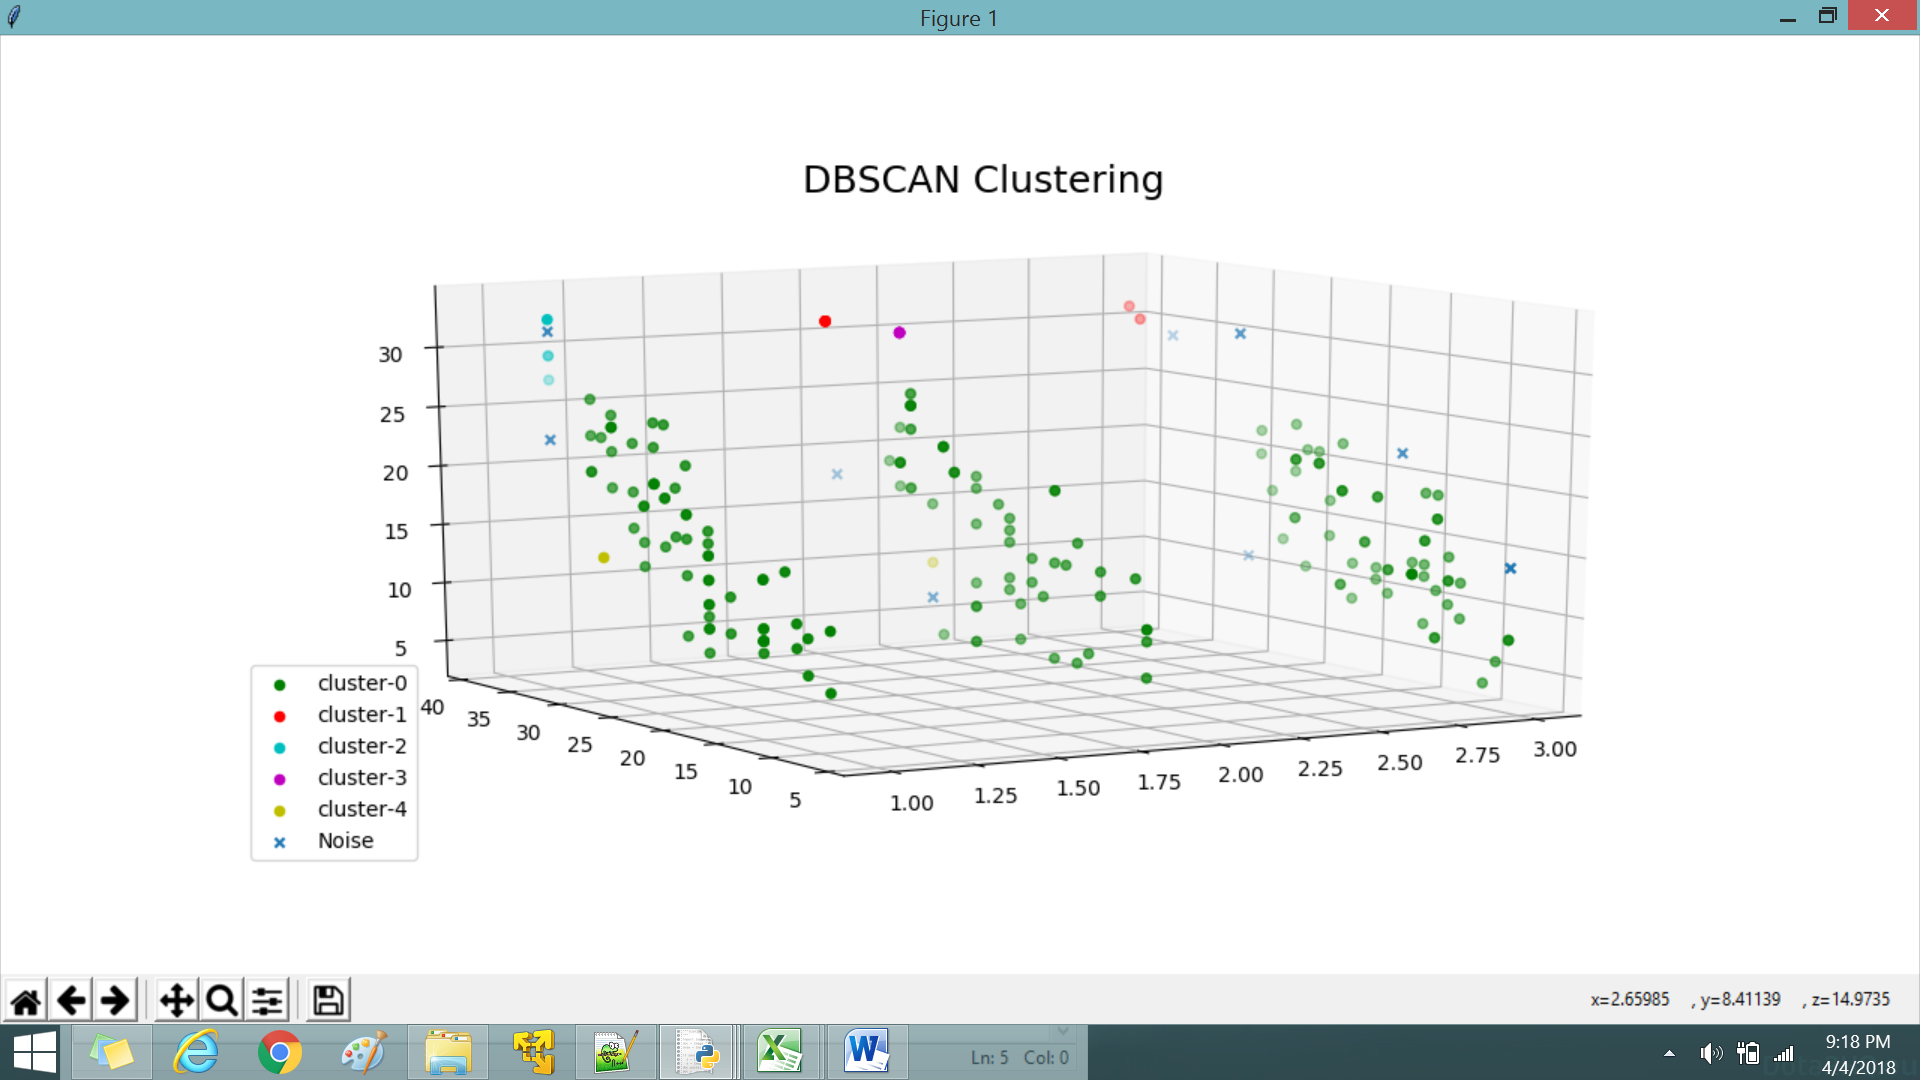 Figure 1
DBSCAN Clustering
30
25
20
15
10
5
40
35
30
25
20
15
10
5
1.00
1.25
1.50
1.75
2.00
2.25
2.50
2.75
3.00
cluster-0
cluster-1
cluster-2
cluster-3
cluster-4
Noise
x=2.65985 , y=8.41139 , z=14.9735
Ln: 5 Col: 0
9:18 PM
4/4/2018